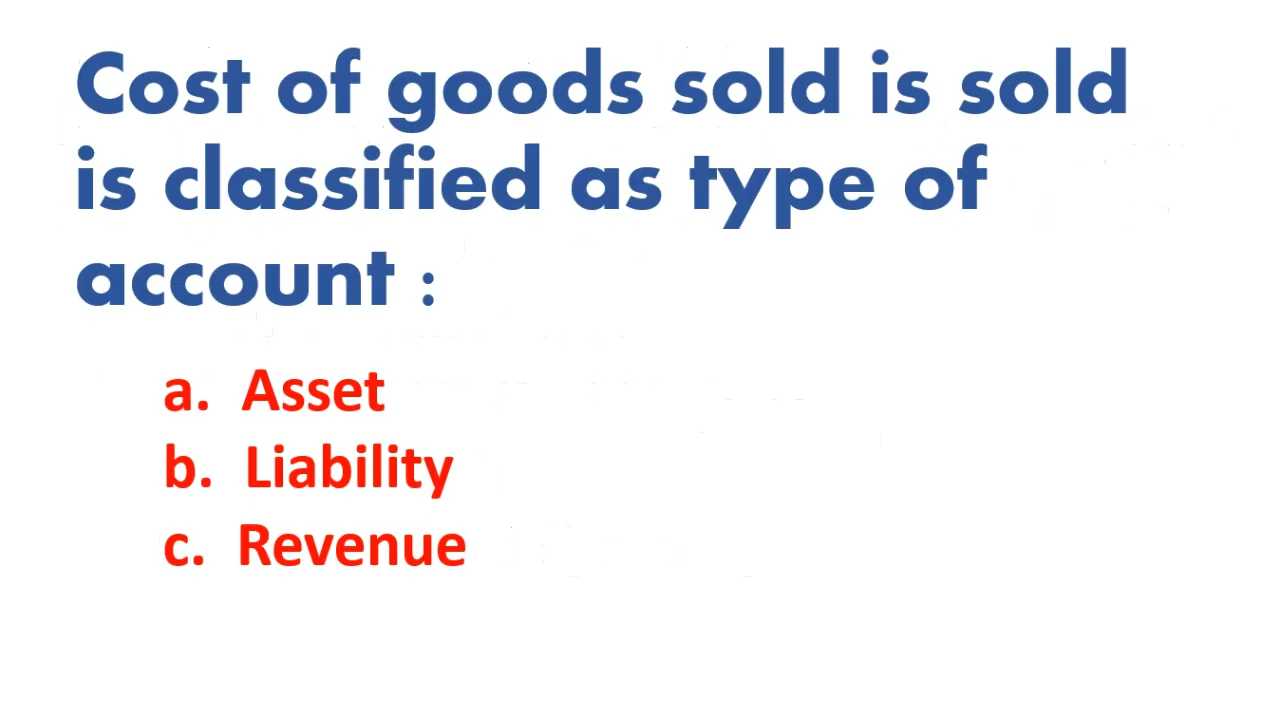 Cost of goods sold is sold
is classified as type of
account :
a. Asset
b. Liability
c. Revenue